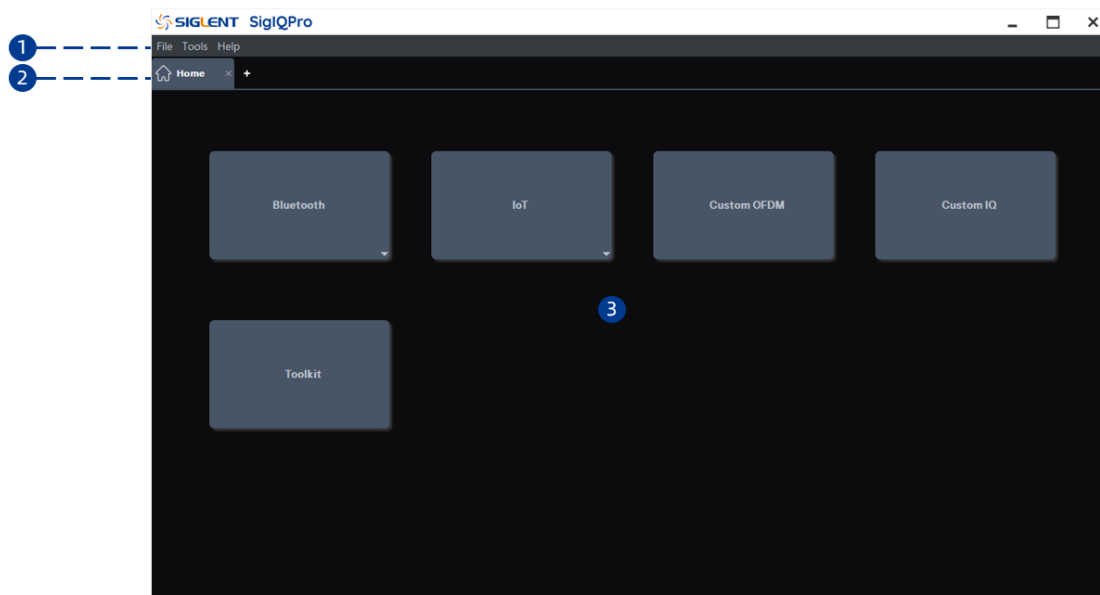 SIGLENT SigIQPro
1
File Tools Help
2
Home × +
Bluetooth IoT Custom OFDM Custom IQ
3
Toolkit